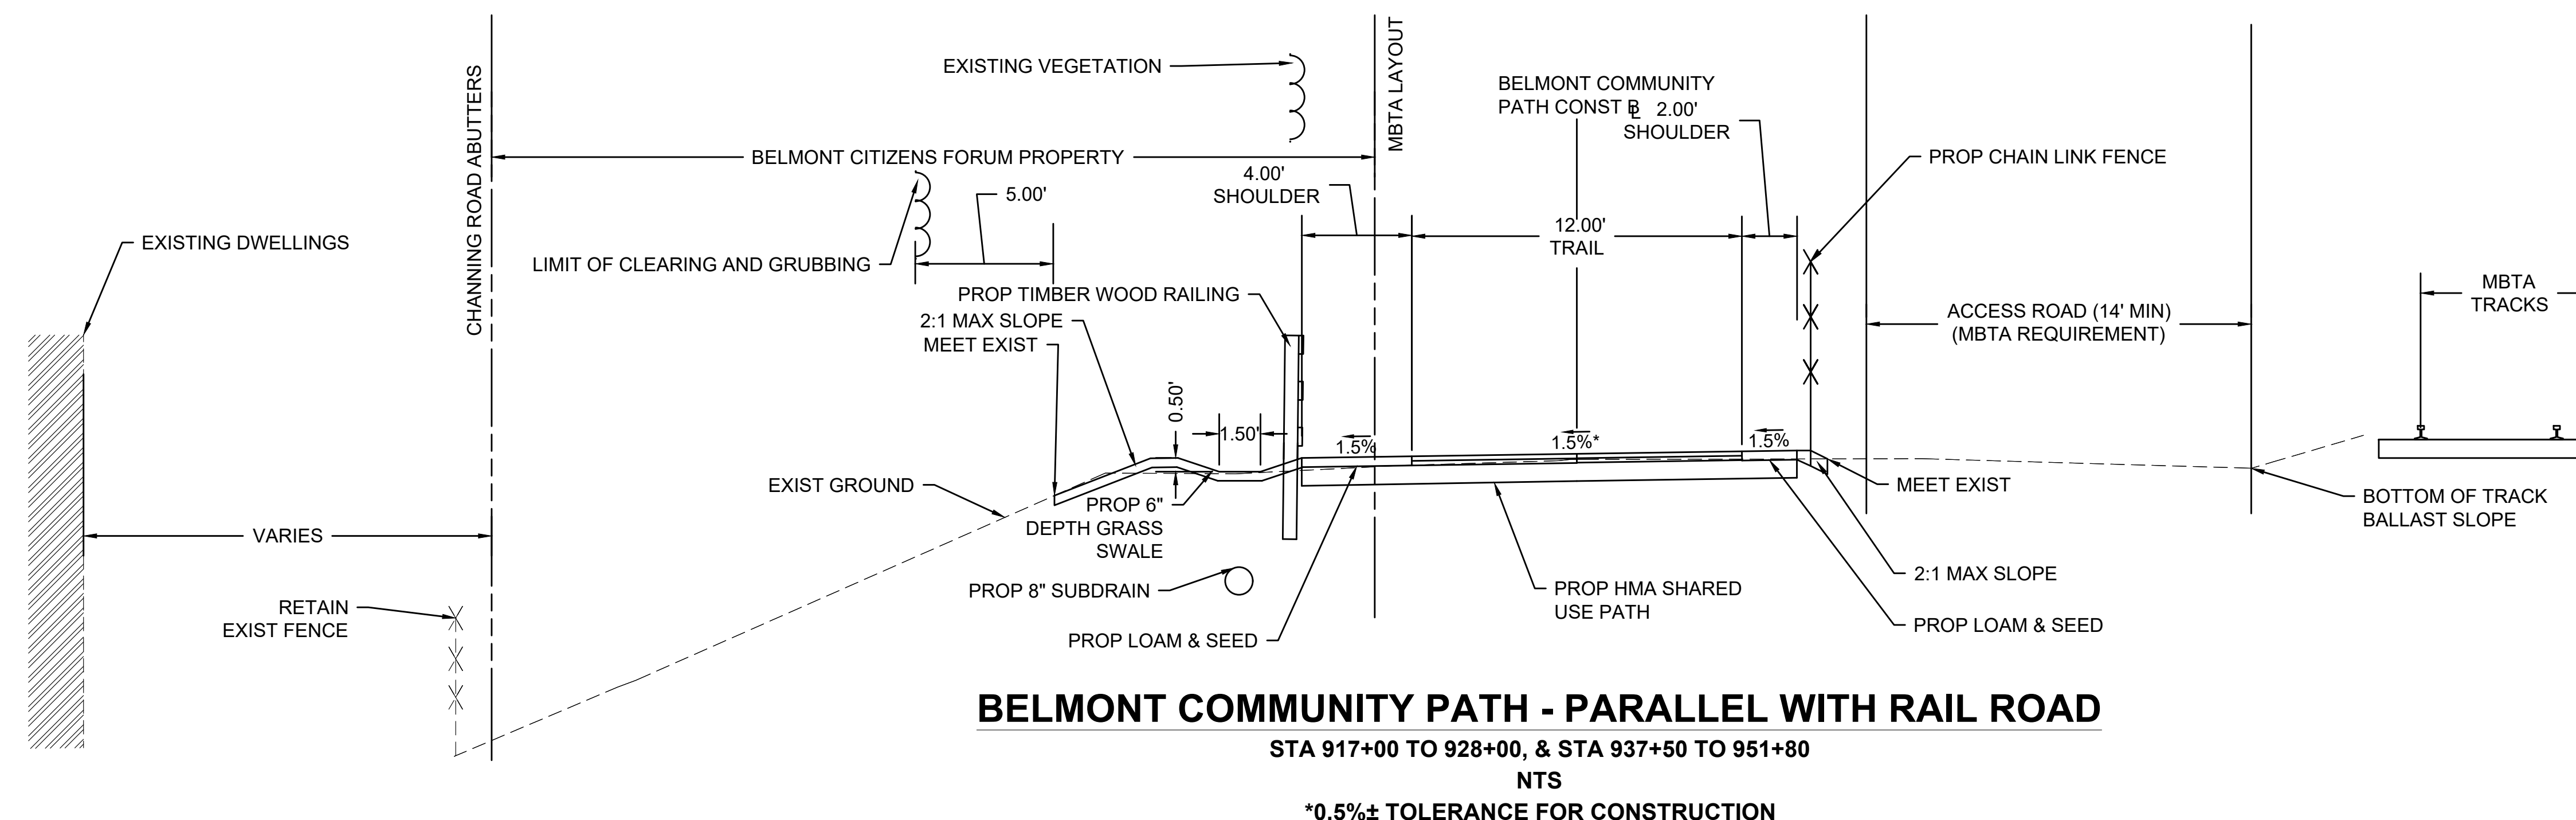 CHANNING ROAD ABUTTERS
EXISTING VEGETATION
MBTA LAYOUT
BELMONT COMMUNITY
PATH CONST BL
2.00'
SHOULDER
BELMONT CITIZENS FORUM PROPERTY
PROP CHAIN LINK FENCE
4.00'
SHOULDER
5.00'
12.00'
TRAIL
EXISTING DWELLINGS
LIMIT OF CLEARING AND GRUBBING
PROP TIMBER WOOD RAILING
2:1 MAX SLOPE
MEET EXIST
MBTA
TRACKS
ACCESS ROAD (14' MIN)
(MBTA REQUIREMENT)
0.50'
1.50'
1.5%
1.5%*
1.5%
EXIST GROUND
PROP 6"
DEPTH GRASS
SWALE
MEET EXIST
BOTTOM OF TRACK
BALLAST SLOPE
VARIES
PROP 8" SUBDRAIN
PROP HMA SHARED
USE PATH
2:1 MAX SLOPE
RETAIN
EXIST FENCE
PROP LOAM & SEED
PROP LOAM & SEED
BELMONT COMMUNITY PATH - PARALLEL WITH RAIL ROAD
STA 917+00 TO 928+00, & STA 937+50 TO 951+80
NTS
*0.5%± TOLERANCE FOR CONSTRUCTION